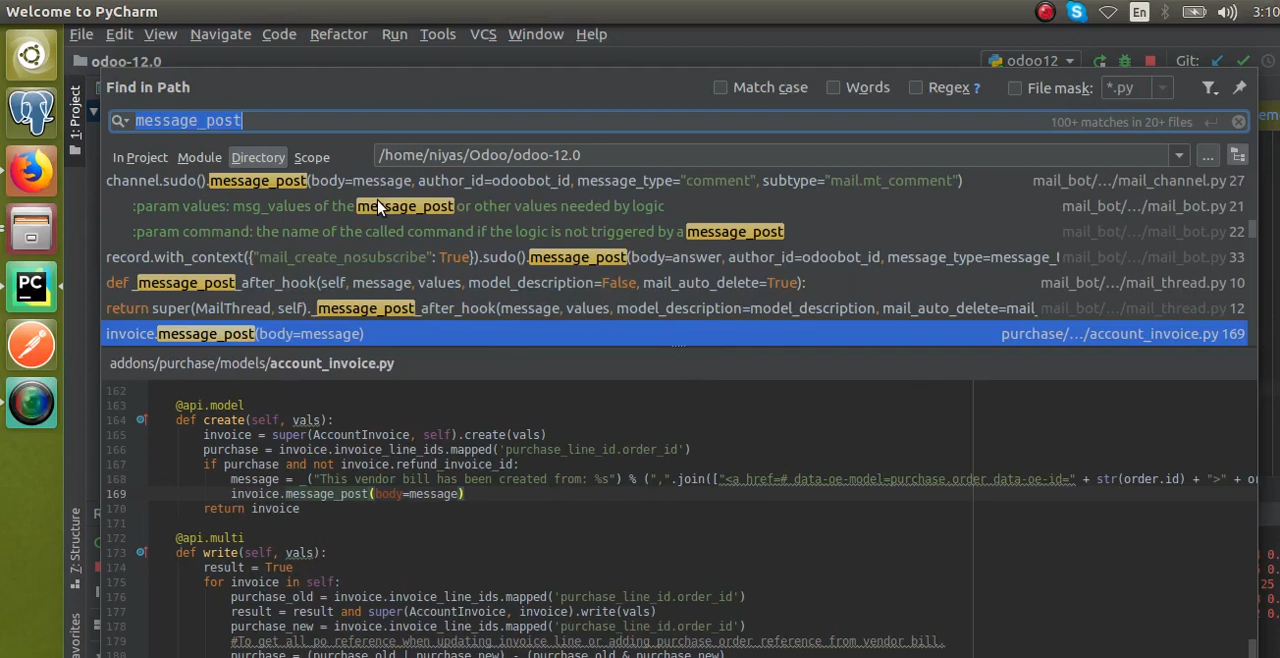 Welcome to PyCharm
En
3:10
File Edit View Navigate Code Refactor Run Tools VCS Window Help
odoo-12.0
odoo12
Git:
Find in Path
Match case
Words
Regex ?
File mask:
*.py
message_post
100+ matches in 20+ files
In Project Module Directory Scope
/home/niyas/Odoo/odoo-12.0
...
channel.sudo().message_post(body=message, author_id=odoobot_id, message_type="comment", subtype="mail.mt_comment") mail_bot/.../mail_channel.py 27
:param values: msg_values of the message_post or other values needed by logic mail_bot/.../mail_bot.py 21
:param command: the name of the called command if the logic is not triggered by a message_post mail_bot/.../mail_bot.py 22
record.with_context({"mail_create_nosubscribe": True}).sudo().message_post(body=answer, author_id=odoobot_id, message_type=message_t mail_bot/.../mail_bot.py 33
def _message_post_after_hook(self, message, values, model_description=False, mail_auto_delete=True): mail_bot/.../mail_thread.py 10
return super(MailThread, self)._message_post_after_hook(message, values, model_description=model_description, mail_auto_delete=mail_ mail_bot/.../mail_thread.py 12
invoice.message_post(body=message) purchase/.../account_invoice.py 169
addons/purchase/models/account_invoice.py
162
163 @api.model
164 def create(self, vals):
165 invoice = super(AccountInvoice, self).create(vals)
166 purchase = invoice.invoice_line_ids.mapped('purchase_line_id.order_id')
167 if purchase and not invoice.refund_invoice_id:
168 message = _("This vendor bill has been created from: %s") % (",".join(["<a href=# data-oe-model=purchase.order data-oe-id=" + str(order.id) + ">" + or
169 invoice.message_post(body=message)
170 return invoice
171
172 @api.multi
173 def write(self, vals):
174 result = True
175 for invoice in self:
176 purchase_old = invoice.invoice_line_ids.mapped('purchase_line_id.order_id')
177 result = result and super(AccountInvoice, invoice).write(vals)
178 purchase_new = invoice.invoice_line_ids.mapped('purchase_line_id.order_id')
179 #To get all po reference when updating invoice line or adding purchase order reference from vendor bill.
180 purchase = (purchase_old | purchase_new) - (purchase_old & purchase_new)
1: Project
7: Structure
PC